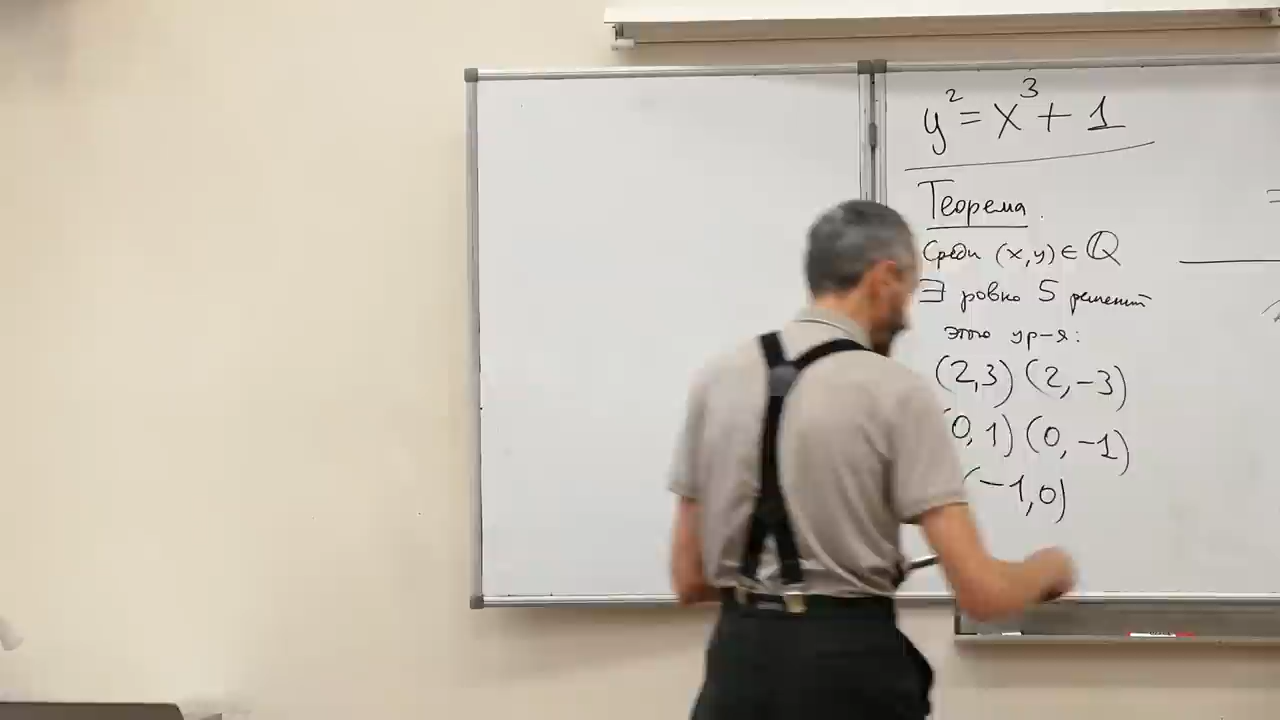 y² = x³ + 1
Теорема.
Среди (x,y) ∈ ℚ
∃ ровно 5 решений
этого ур-я:
(2,3) (2,-3)
(0,1) (0,-1)
(-1,0)